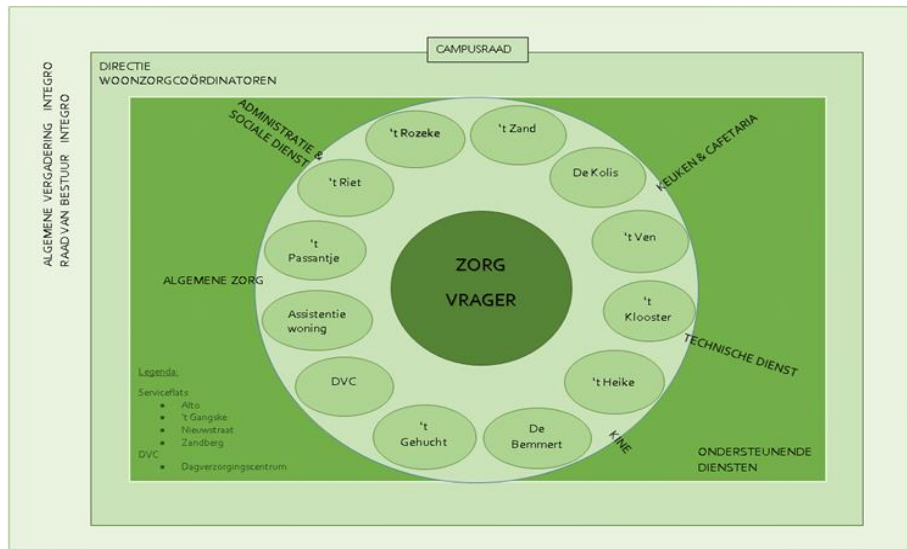 CAMPUSRAAD
ALGEMENE VERGADERING INTEGRO
RAAD VAN BESTUUR INTEGRO
DIRECTIE
WOONZORGCOÖRDINATOREN
ADMINISTRATIE &
SOCIALE DIENST
KEUKEN & CAFETARIA
ALGEMENE ZORG
TECHNISCHE DIENST
KINE
ONDERSTEUNENDE
DIENSTEN
't Rozeke
't Zand
De Kolis
't Ven
't
Klooster
't Heike
De
Bemmert
't
Gehucht
DVC
Assistentie
woning
't
Passantje
't Riet
ZORG
VRAGER
Legenda:
Serviceflats
• Alto
• 't Gangske
• Nieuwstraat
• Zandberg
DVC
• Dagverzorgingscentrum